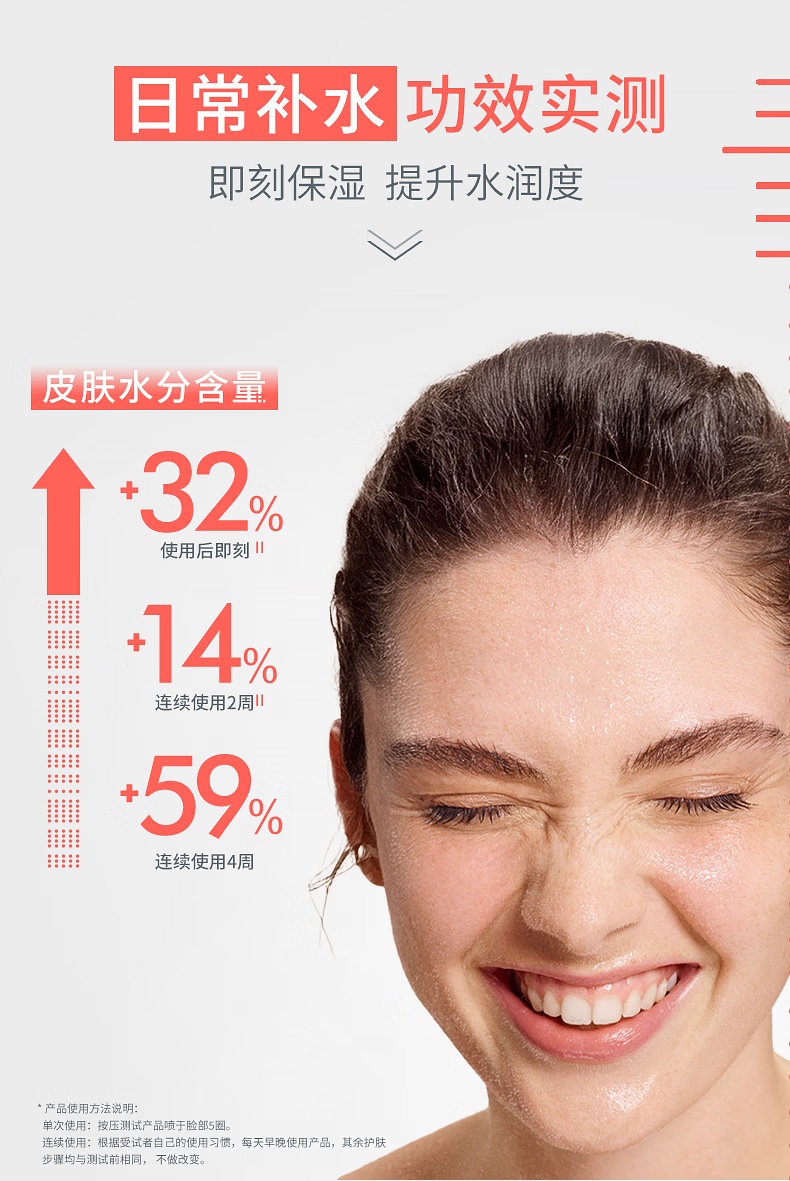 日常补水 功效实测
即刻保湿 提升水润度
皮肤水分含量
+32%
使用后即刻 II
+14%
连续使用2周II
+59%
连续使用4周
* 产品使用方法说明:
单次使用：按压测试产品喷于脸部5圈。
连续使用：根据受试者自己的使用习惯，每天早晚使用产品，其余护肤
步骤均与测试前相同， 不做改变。